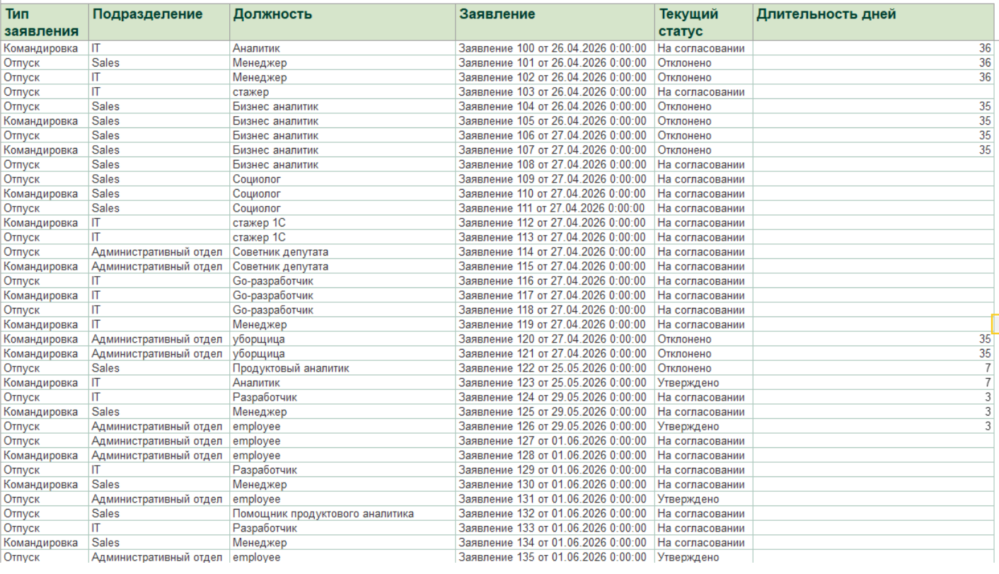 Тип заявления Подразделение Должность Заявление Текущий статус Длительность дней
Командировка IT Аналитик Заявление 100 от 26.04.2026 0:00:00 На согласовании 36
Отпуск Sales Менеджер Заявление 101 от 26.04.2026 0:00:00 Отклонено 36
Отпуск IT Менеджер Заявление 102 от 26.04.2026 0:00:00 Отклонено 36
Отпуск IT стажер Заявление 103 от 26.04.2026 0:00:00 На согласовании
Отпуск Sales Бизнес аналитик Заявление 104 от 26.04.2026 0:00:00 Отклонено 35
Командировка Sales Бизнес аналитик Заявление 105 от 26.04.2026 0:00:00 Отклонено 35
Отпуск Sales Бизнес аналитик Заявление 106 от 27.04.2026 0:00:00 Отклонено 35
Командировка Sales Бизнес аналитик Заявление 107 от 27.04.2026 0:00:00 Отклонено 35
Отпуск Sales Бизнес аналитик Заявление 108 от 27.04.2026 0:00:00 На согласовании
Отпуск Sales Социолог Заявление 109 от 27.04.2026 0:00:00 На согласовании
Командировка Sales Социолог Заявление 110 от 27.04.2026 0:00:00 На согласовании
Отпуск Sales Социолог Заявление 111 от 27.04.2026 0:00:00 На согласовании
Командировка IT стажер 1С Заявление 112 от 27.04.2026 0:00:00 На согласовании
Отпуск IT стажер 1С Заявление 113 от 27.04.2026 0:00:00 На согласовании
Отпуск Административный отдел Советник депутата Заявление 114 от 27.04.2026 0:00:00 На согласовании
Командировка Административный отдел Советник депутата Заявление 115 от 27.04.2026 0:00:00 На согласовании
Отпуск IT Go-разработчик Заявление 116 от 27.04.2026 0:00:00 На согласовании
Командировка IT Go-разработчик Заявление 117 от 27.04.2026 0:00:00 На согласовании
Отпуск IT Go-разработчик Заявление 118 от 27.04.2026 0:00:00 На согласовании
Командировка IT Менеджер Заявление 119 от 27.04.2026 0:00:00 На согласовании
Командировка Административный отдел уборщица Заявление 120 от 27.04.2026 0:00:00 Отклонено 35
Командировка Административный отдел уборщица Заявление 121 от 27.04.2026 0:00:00 Отклонено 35
Отпуск Sales Продуктовый аналитик Заявление 122 от 25.05.2026 0:00:00 Отклонено 7
Командировка IT Аналитик Заявление 123 от 25.05.2026 0:00:00 Утверждено 7
Отпуск IT Разработчик Заявление 124 от 29.05.2026 0:00:00 На согласовании 3
Командировка Sales Менеджер Заявление 125 от 29.05.2026 0:00:00 На согласовании 3
Отпуск Административный отдел employee Заявление 126 от 29.05.2026 0:00:00 Утверждено 3
Отпуск Административный отдел employee Заявление 127 от 01.06.2026 0:00:00 На согласовании
Командировка Административный отдел employee Заявление 128 от 01.06.2026 0:00:00 На согласовании
Отпуск IT Разработчик Заявление 129 от 01.06.2026 0:00:00 На согласовании
Командировка Sales Менеджер Заявление 130 от 01.06.2026 0:00:00 На согласовании
Отпуск Административный отдел employee Заявление 131 от 01.06.2026 0:00:00 Утверждено
Отпуск Sales Помощник продуктового аналитика Заявление 132 от 01.06.2026 0:00:00 На согласовании
Отпуск IT Разработчик Заявление 133 от 01.06.2026 0:00:00 На согласовании
Командировка Sales Менеджер Заявление 134 от 01.06.2026 0:00:00 На согласовании
Отпуск Административный отдел employee Заявление 135 от 01.06.2026 0:00:00 Утверждено